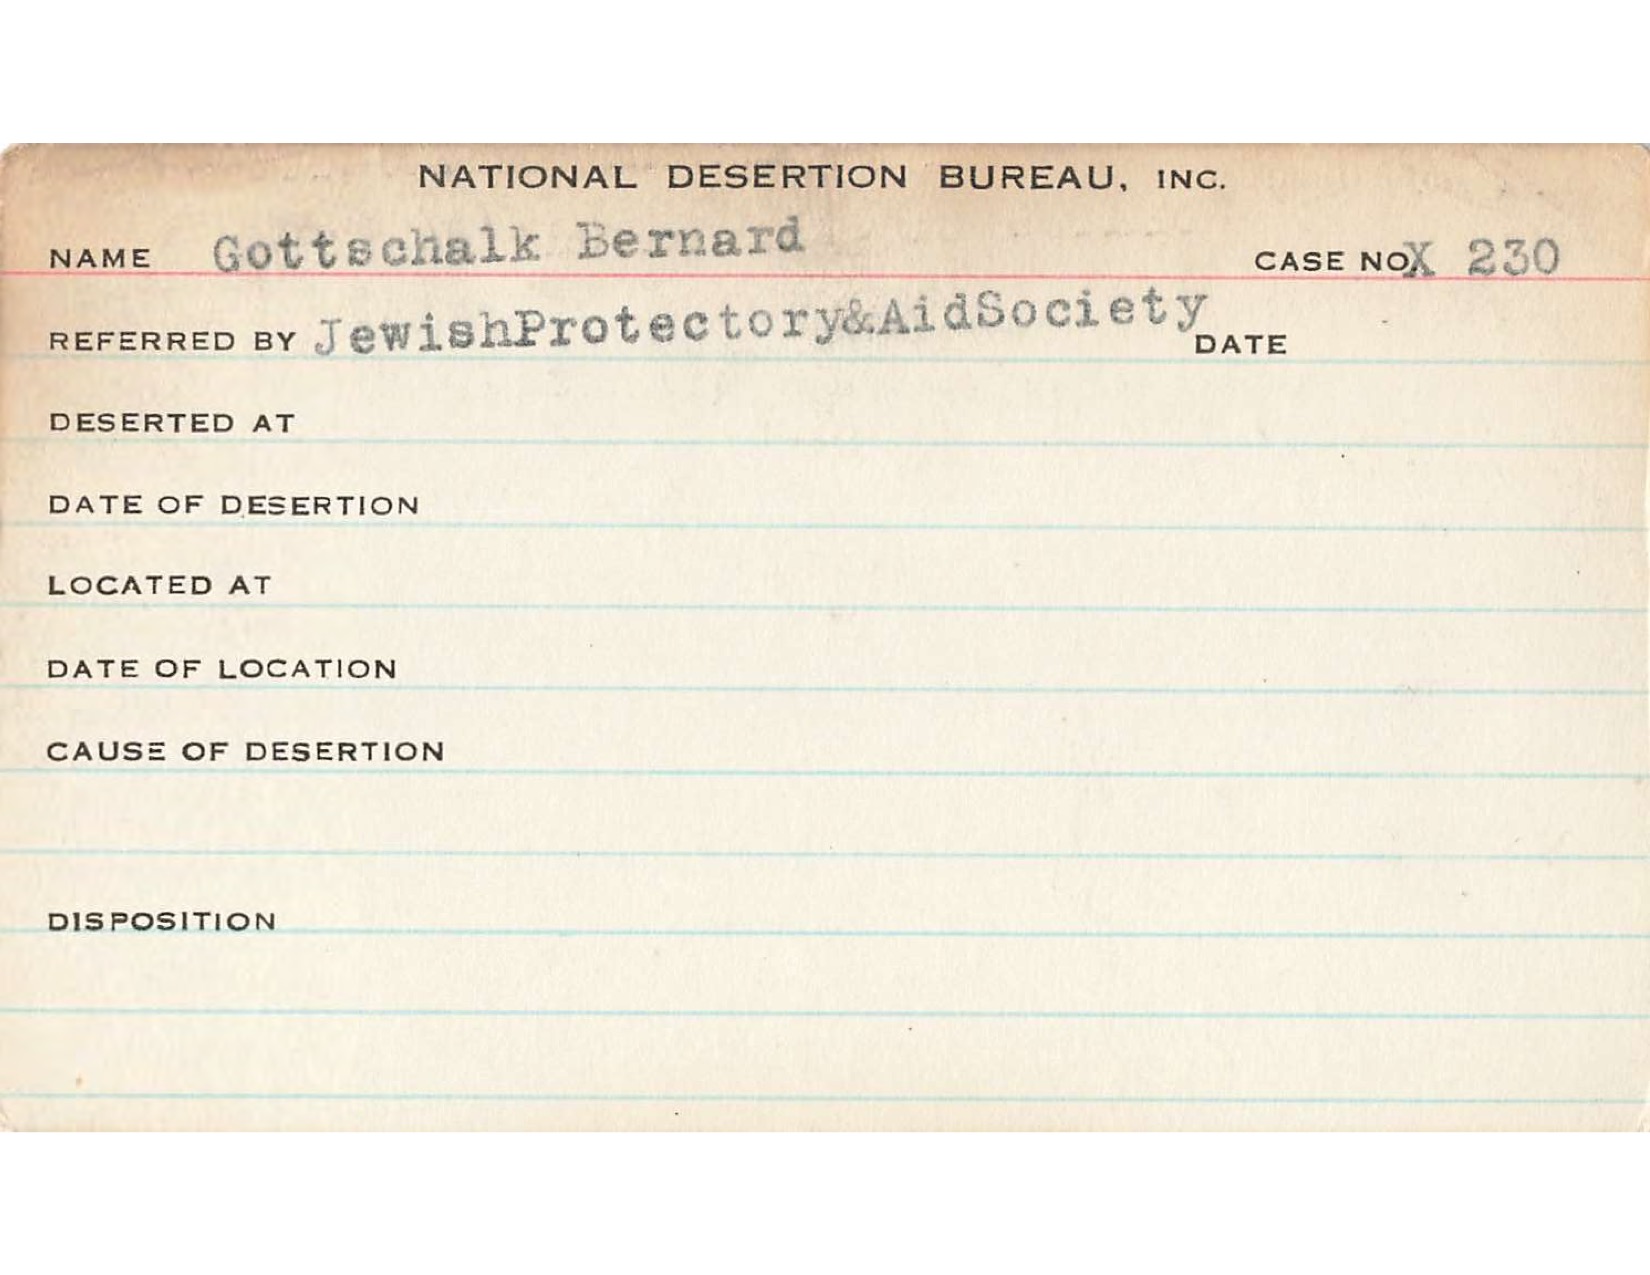 NATIONAL DESERTION BUREAU, INC.
NAME Gottschalk Bernard CASE NO X 230
REFERRED BY JewishProtectory&AidSociety DATE
DESERTED AT
DATE OF DESERTION
LOCATED AT
DATE OF LOCATION
CAUSE OF DESERTION
DISPOSITION